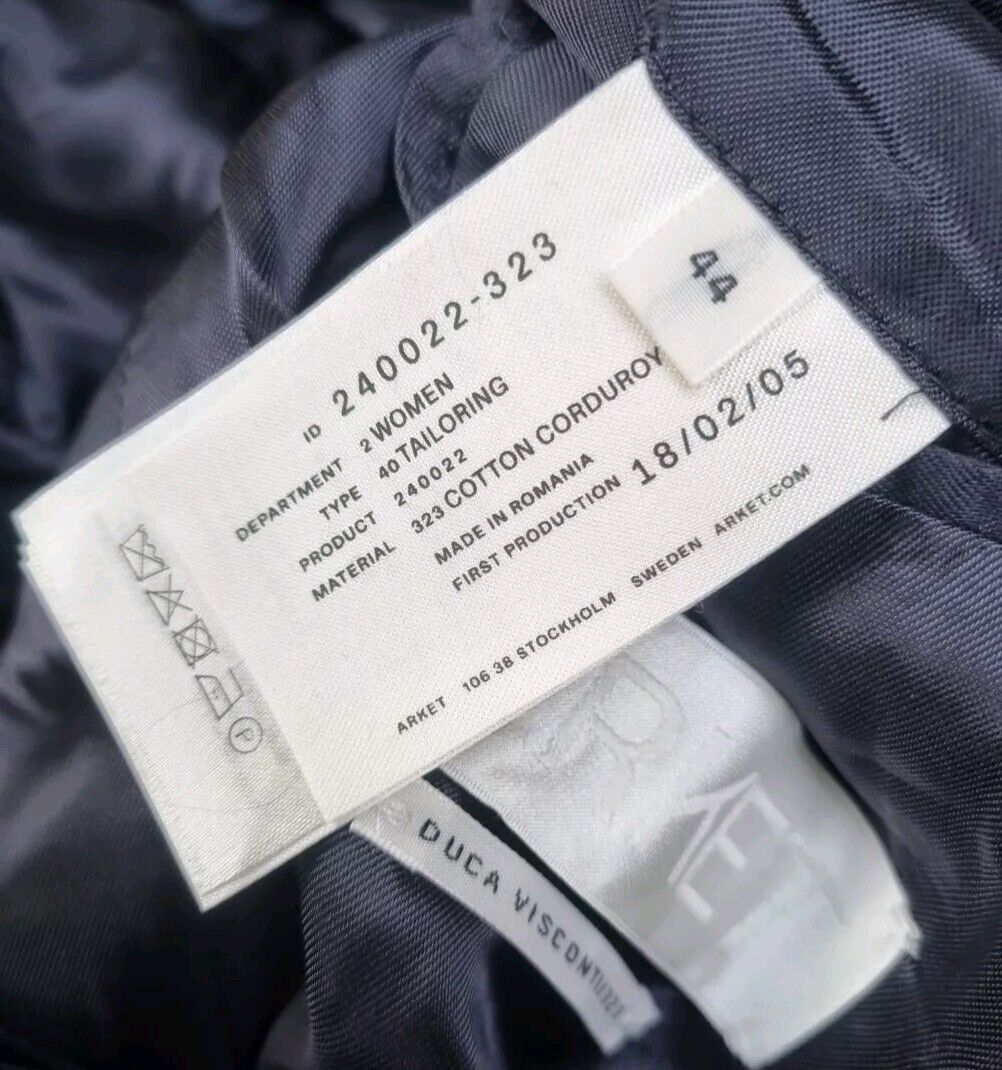 44
ID 240022-323
DEPARTMENT 2 WOMEN
TYPE 40 TAILORING
PRODUCT 240022
MATERIAL 323 COTTON CORDUROY
MADE IN ROMANIA
FIRST PRODUCTION 18/02/05
ARKET 106 38 STOCKHOLM SWEDEN ARKET.COM
P
DUCA